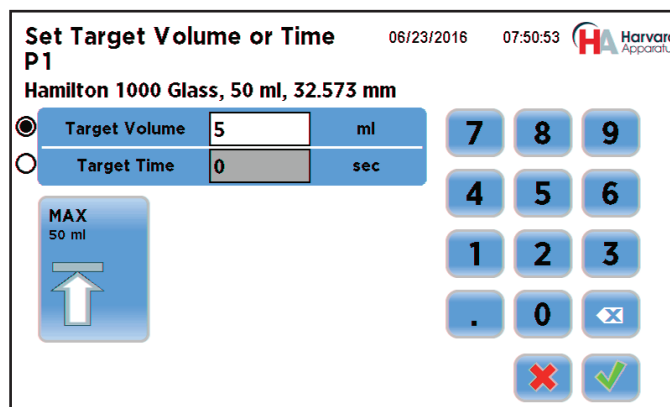 Set Target Volume or Time
P1
06/23/2016
07:50:53
HA
Harvard
Apparatus
Hamilton 1000 Glass, 50 ml, 32.573 mm
Target Volume 5 ml
Target Time 0 sec
MAX
50 ml
7 8 9
4 5 6
1 2 3
. 0